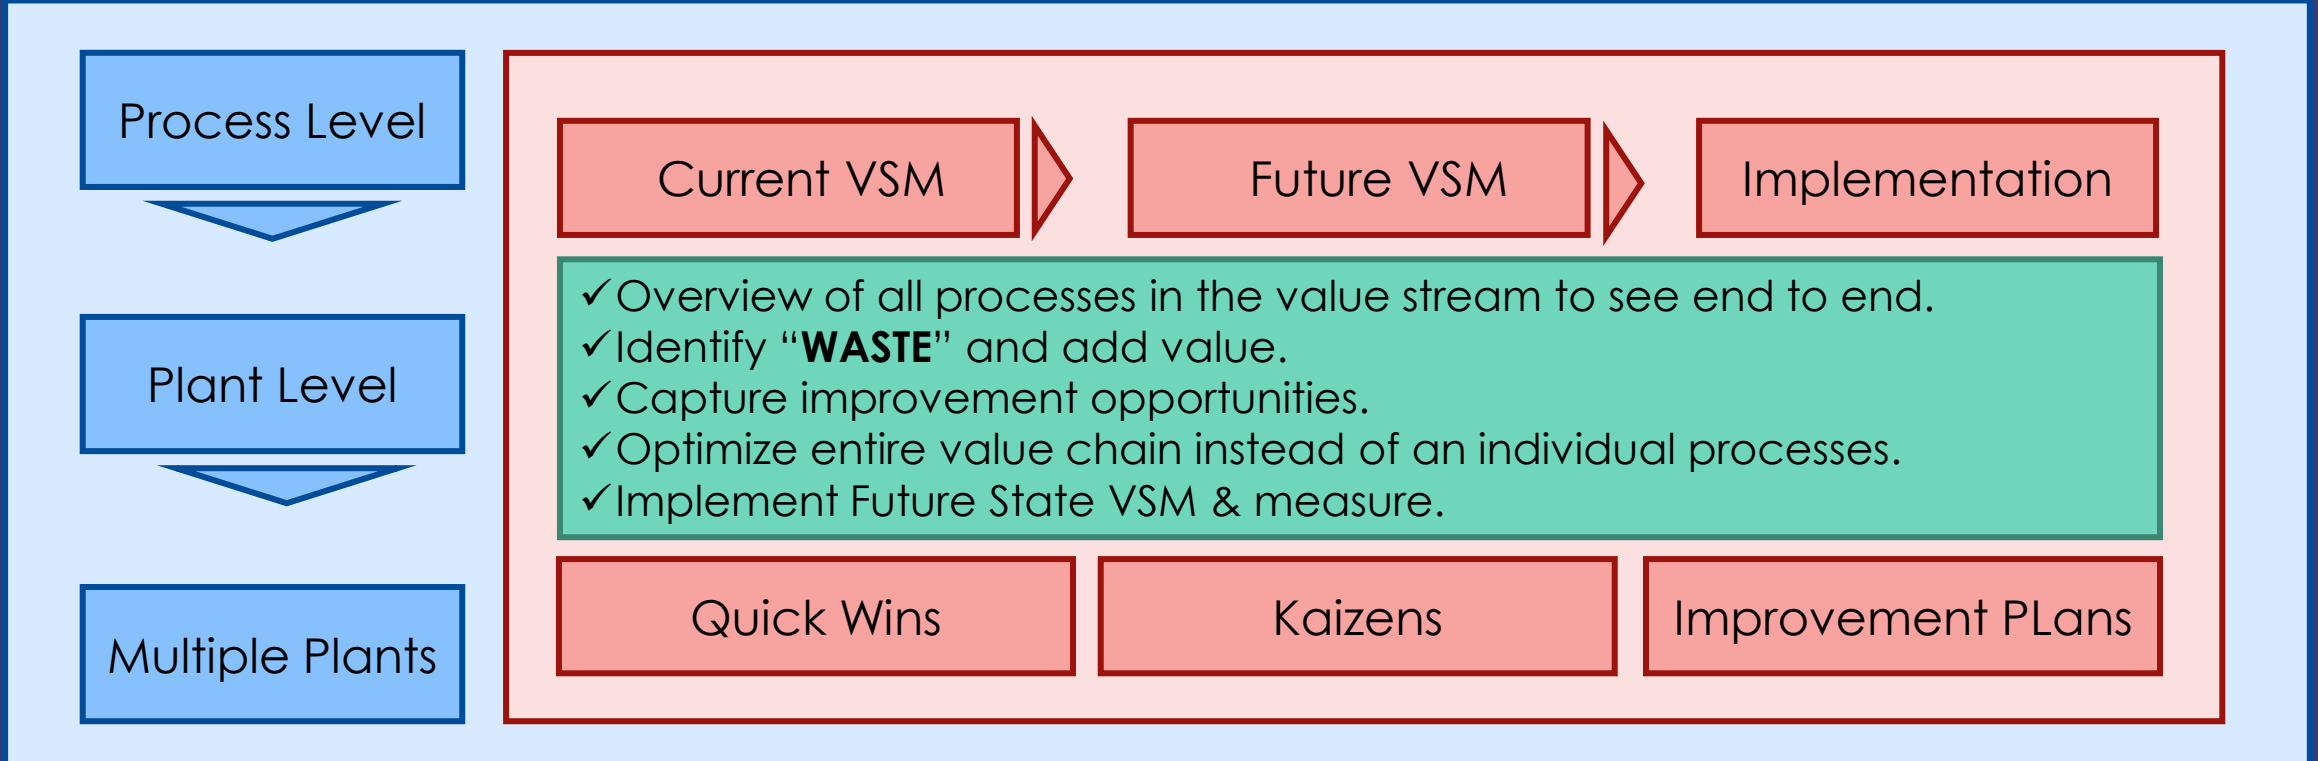 Process Level
Plant Level
Multiple Plants
Current VSM
Future VSM
Implementation
✓Overview of all processes in the value stream to see end to end.
✓Identify “WASTE” and add value.
✓Capture improvement opportunities.
✓Optimize entire value chain instead of an individual processes.
✓Implement Future State VSM & measure.
Quick Wins
Kaizens
Improvement PLans